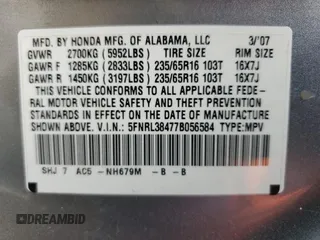 MFD. BY HONDA MFG. OF ALABAMA, LLC 3/'07
GVWR 2700KG (5952LBS) TIRE SIZE RIM SIZE
GAWR F 1285KG (2833LBS) 235/65R16 103T 16X7J
GAWR R 1450KG (3197LBS) 235/65R16 103T 16X7J
THIS VEHICLE CONFORMS TO ALL APPLICABLE FEDE-
RAL MOTOR VEHICLE SAFETY AND THEFT PREVENTION
STANDARDS IN EFFECT ON THE DATE OF MANUFACTURE
SHOWN ABOVE. V.I.N.: 5FNRL38477B056584 TYPE:MPV
SHJ 7 AC5 -NH679M -B -B
© DREAMBID